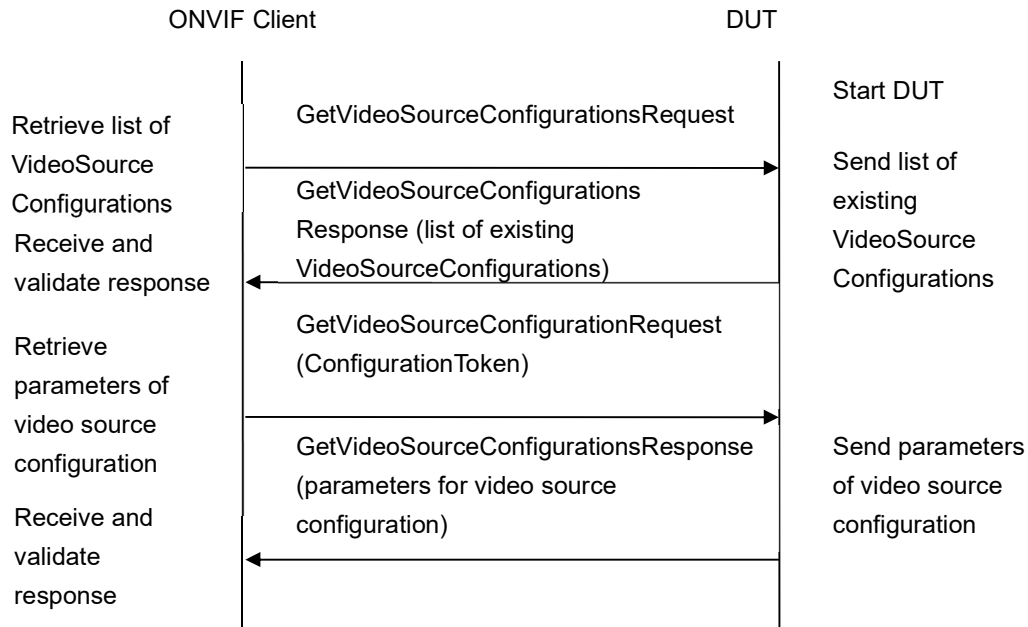 ONVIF Client
DUT
Start DUT
GetVideoSourceConfigurationsRequest
Retrieve list of
VideoSource
Configurations
Send list of
existing
VideoSource
Configurations
GetVideoSourceConfigurations
Response (list of existing
VideoSourceConfigurations)
Receive and
validate response
GetVideoSourceConfigurationRequest
(ConfigurationToken)
Retrieve
parameters of
video source
configuration
GetVideoSourceConfigurationsResponse
(parameters for video source
configuration)
Send parameters
of video source
configuration
Receive and
validate
response